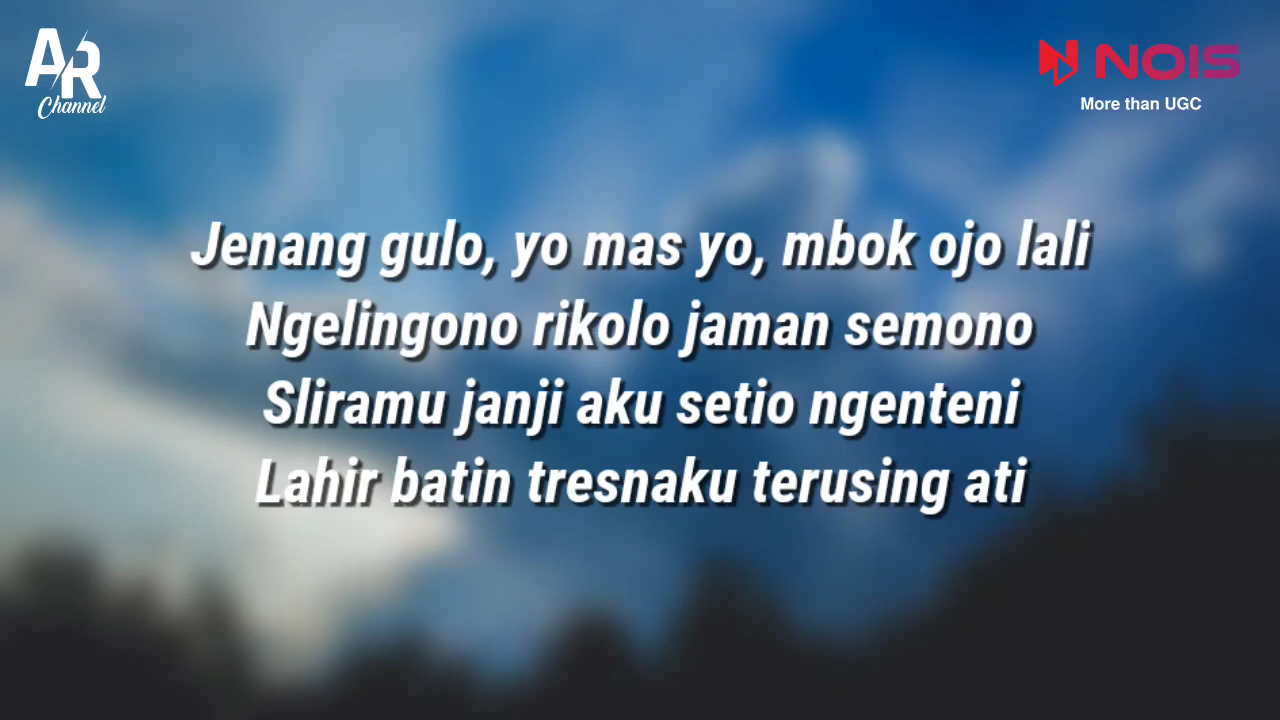 AR
Channel
NOIS
More than UGC
Jenang gulo, yo mas yo, mbok ojo lali
Ngelingono rikolo jaman semono
Sliramu janji aku setio ngenteni
Lahir batin tresnaku terusing ati